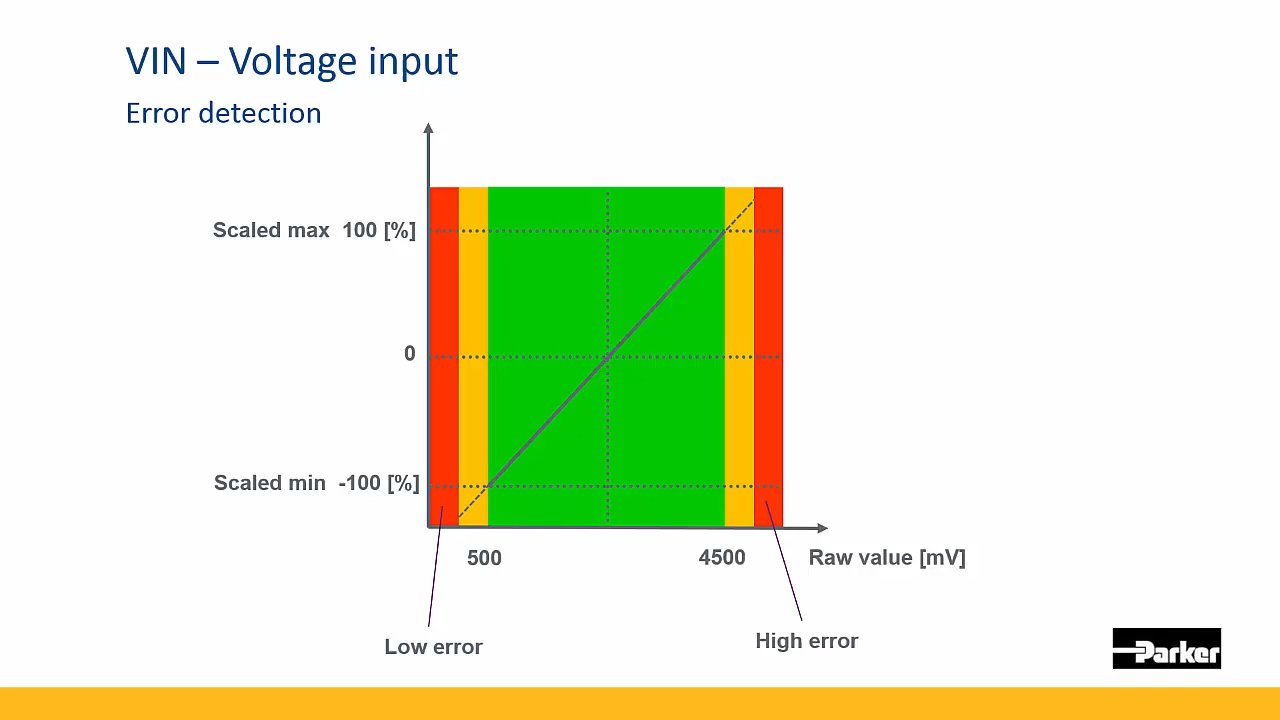 VIN – Voltage input
Error detection
Scaled max 100 [%]
0
Scaled min -100 [%]
500
4500
Raw value [mV]
Low error
High error
Parker